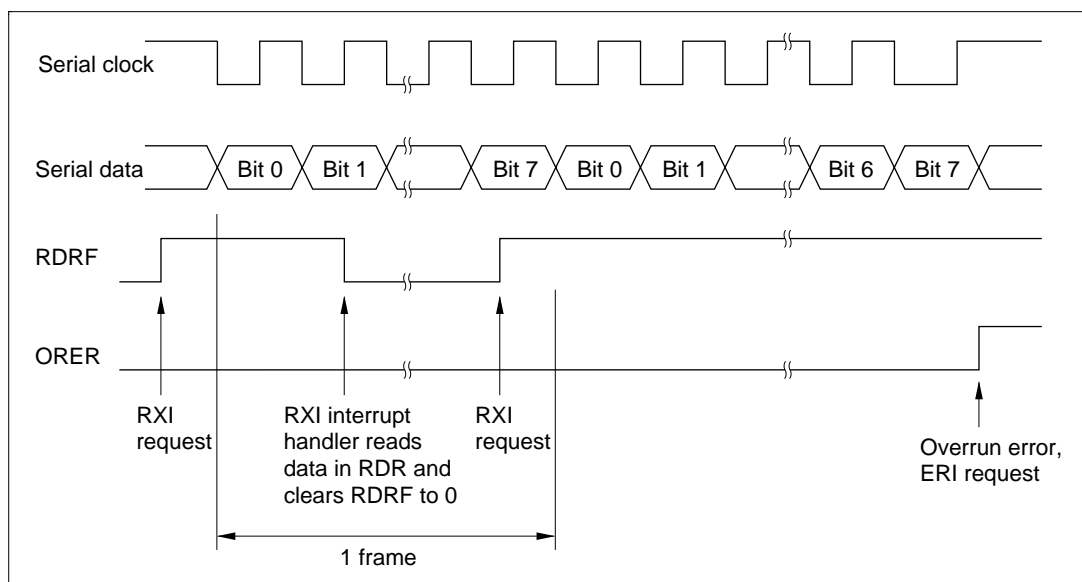 Serial clock
Serial data
Bit 0
Bit 1
Bit 7
Bit 0
Bit 1
Bit 6
Bit 7
RDRF
ORER
RXI
request
RXI interrupt
handler reads
data in RDR and
clears RDRF to 0
RXI
request
Overrun error,
ERI request
1 frame